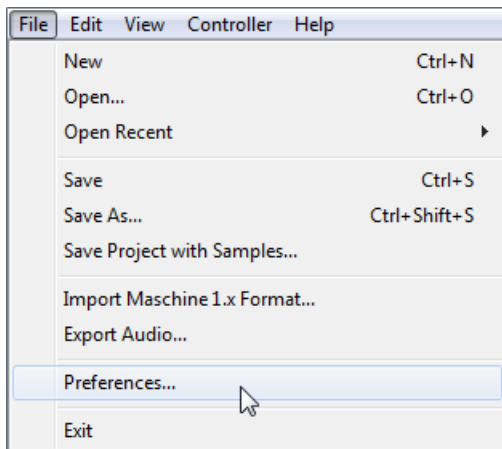 File Edit View Controller Help
New Ctrl+N
Open... Ctrl+O
Open Recent
Save Ctrl+S
Save As... Ctrl+Shift+S
Save Project with Samples...
Import Maschine 1.x Format...
Export Audio...
Preferences...
Exit